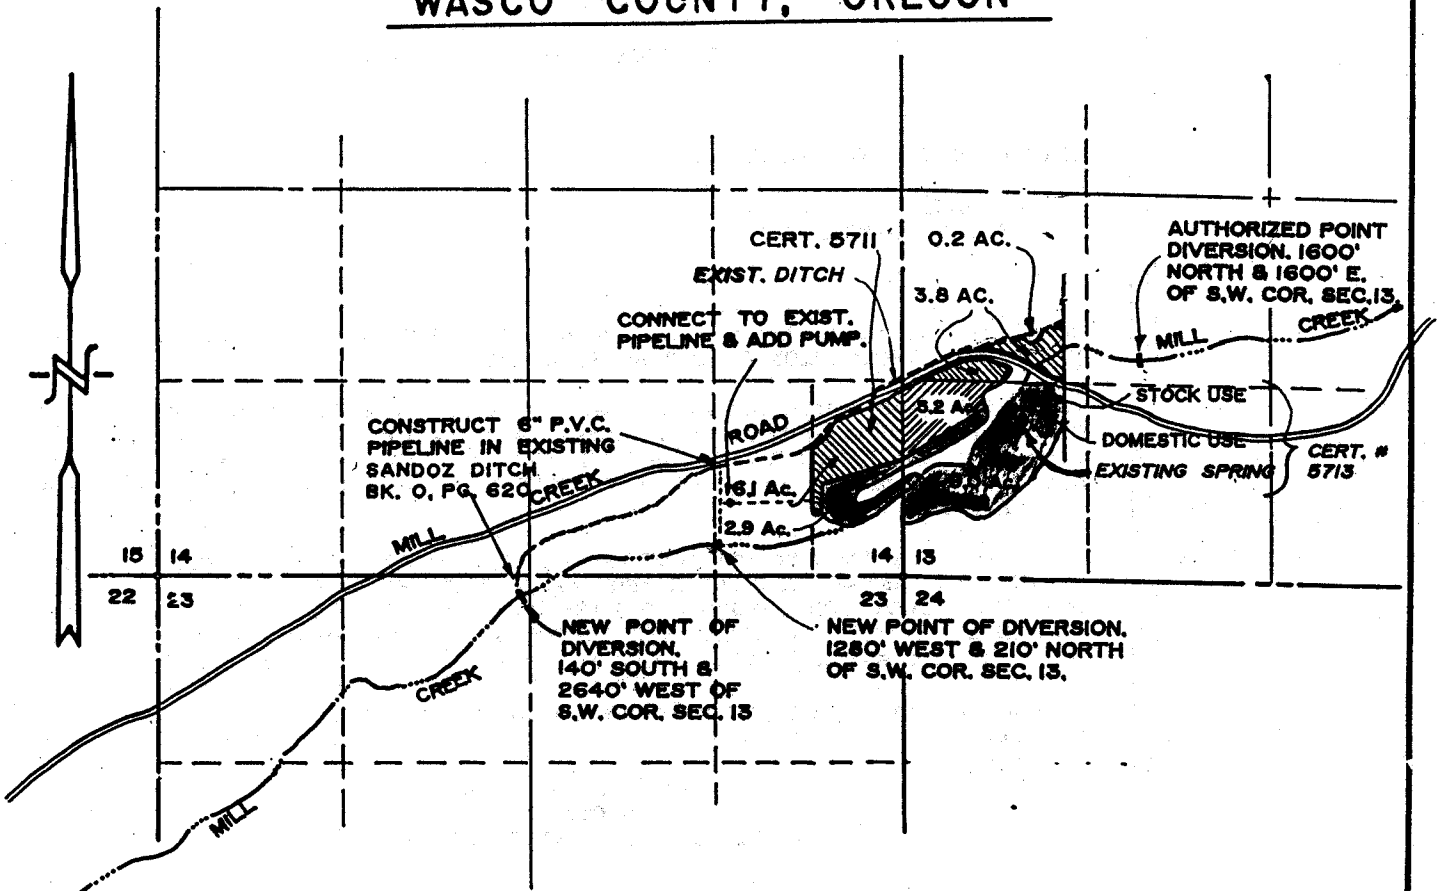 WASCO COUNTY, OREGON
CERT. 5711
0.2 AC.
AUTHORIZED POINT
DIVERSION. 1600'
NORTH & 1600' E.
OF S.W. COR. SEC. 13.
EXIST. DITCH
3.8 AC.
CONNECT TO EXIST.
PIPELINE & ADD PUMP.
MILL CREEK
N
STOCK USE
5.2 Ac.
CONSTRUCT 6" P.V.C.
PIPELINE IN EXISTING
SANDOZ DITCH
BK. O, PG. 620
ROAD
DOMESTIC USE
EXISTING SPRING
CERT. #
5713
CREEK
16.1 Ac.
2.9 Ac.
MILL
15 14
14 13
22 23
23 24
NEW POINT OF
DIVERSION.
140' SOUTH &
2640' WEST OF
S.W. COR. SEC. 13
NEW POINT OF DIVERSION.
1280' WEST & 210' NORTH
OF S.W. COR. SEC. 13.
CREEK
MILL